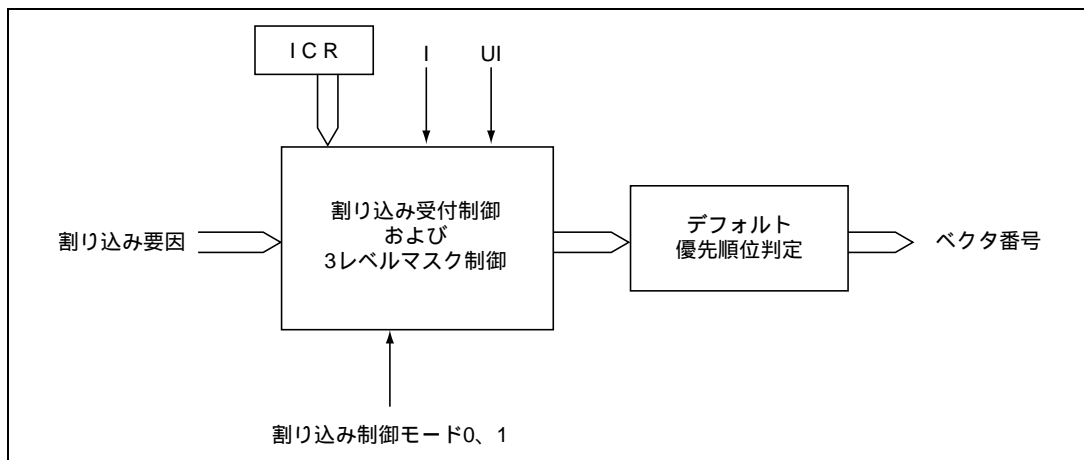 I C R
I
UI
割り込み要因
割り込み受付制御
および
3レベルマスク制御
デフォルト
優先順位判定
ベクタ番号
割り込み制御モード0、1